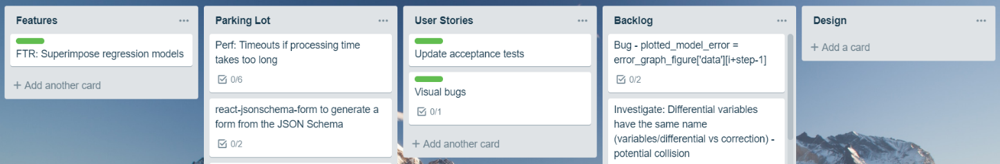 Features
FTR: Superimpose regression models
+ Add another card
Parking Lot
Perf: Timeouts if processing time
takes too long
0/6
react-jsonschema-form to generate a
form from the JSON Schema
0/2
User Stories
Update acceptance tests
Visual bugs
0/1
+ Add another card
Backlog
Bug - plotted_model_error =
error_graph_figure['data'][i+step-1]
0/2
Investigate: Differential variables
have the same name
(variables/differential vs correction) -
potential collision
Design
+ Add a card